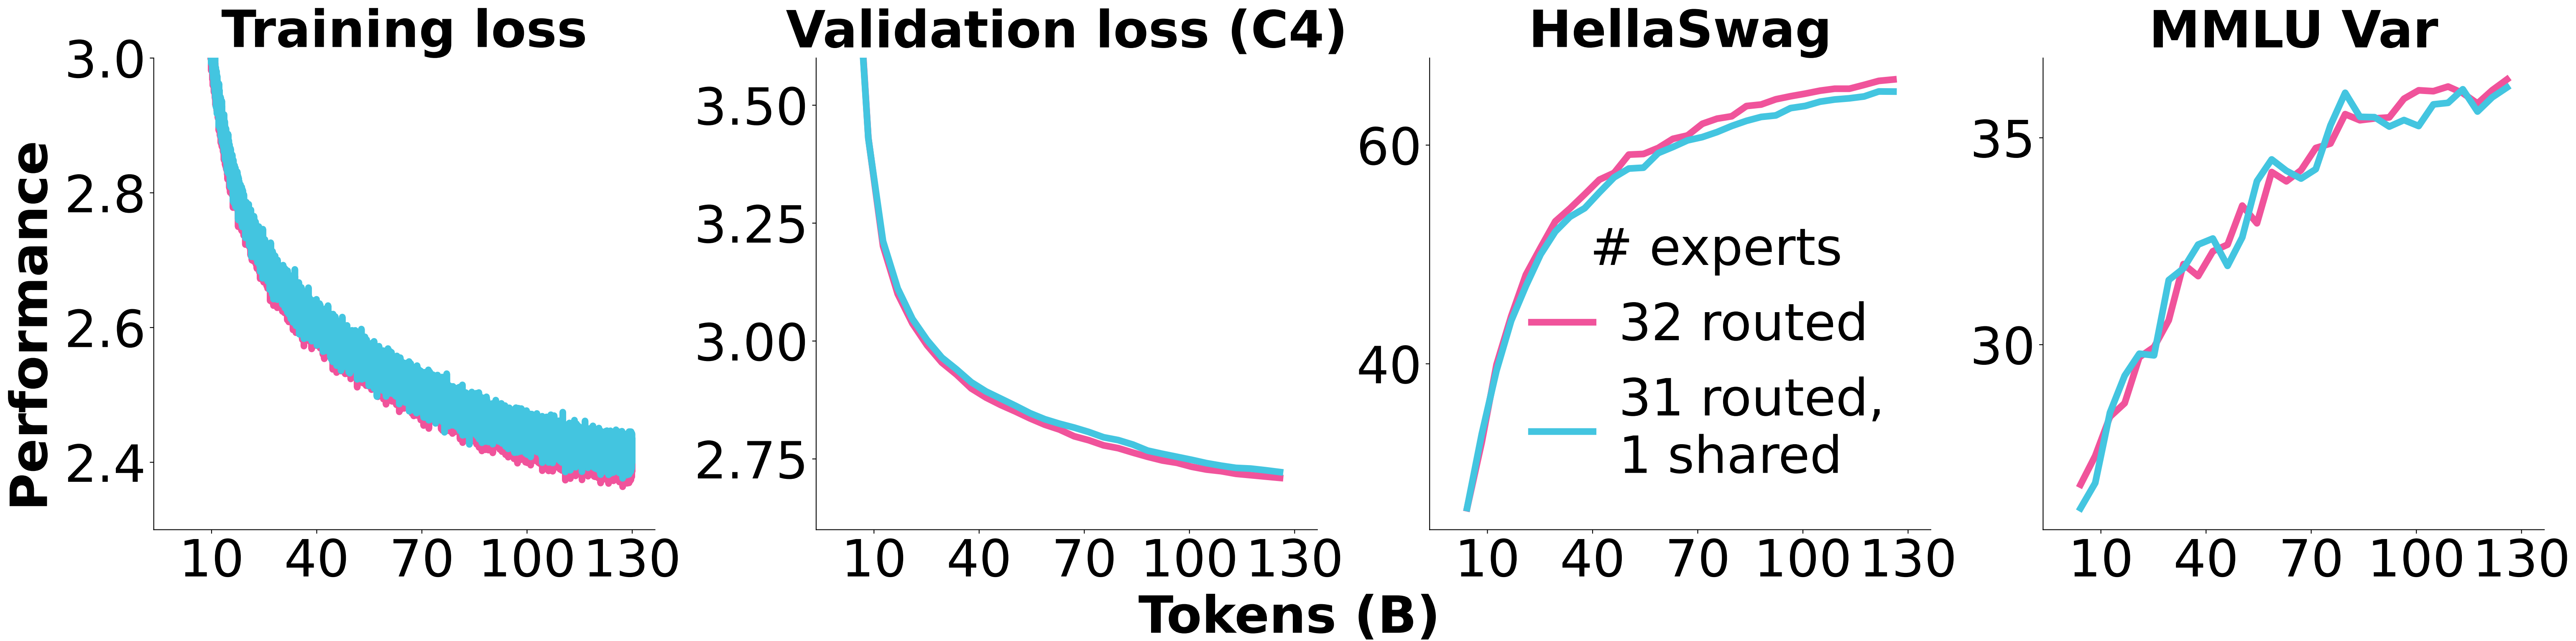 Training loss
Validation loss (C4)
HellaSwag
MMLU Var
Performance
3.0
2.8
2.6
2.4
10 40 70 100 130
3.50
3.25
3.00
2.75
10 40 70 100 130
60
40
# experts
32 routed
31 routed,
1 shared
10 40 70 100 130
35
30
10 40 70 100 130
Tokens (B)